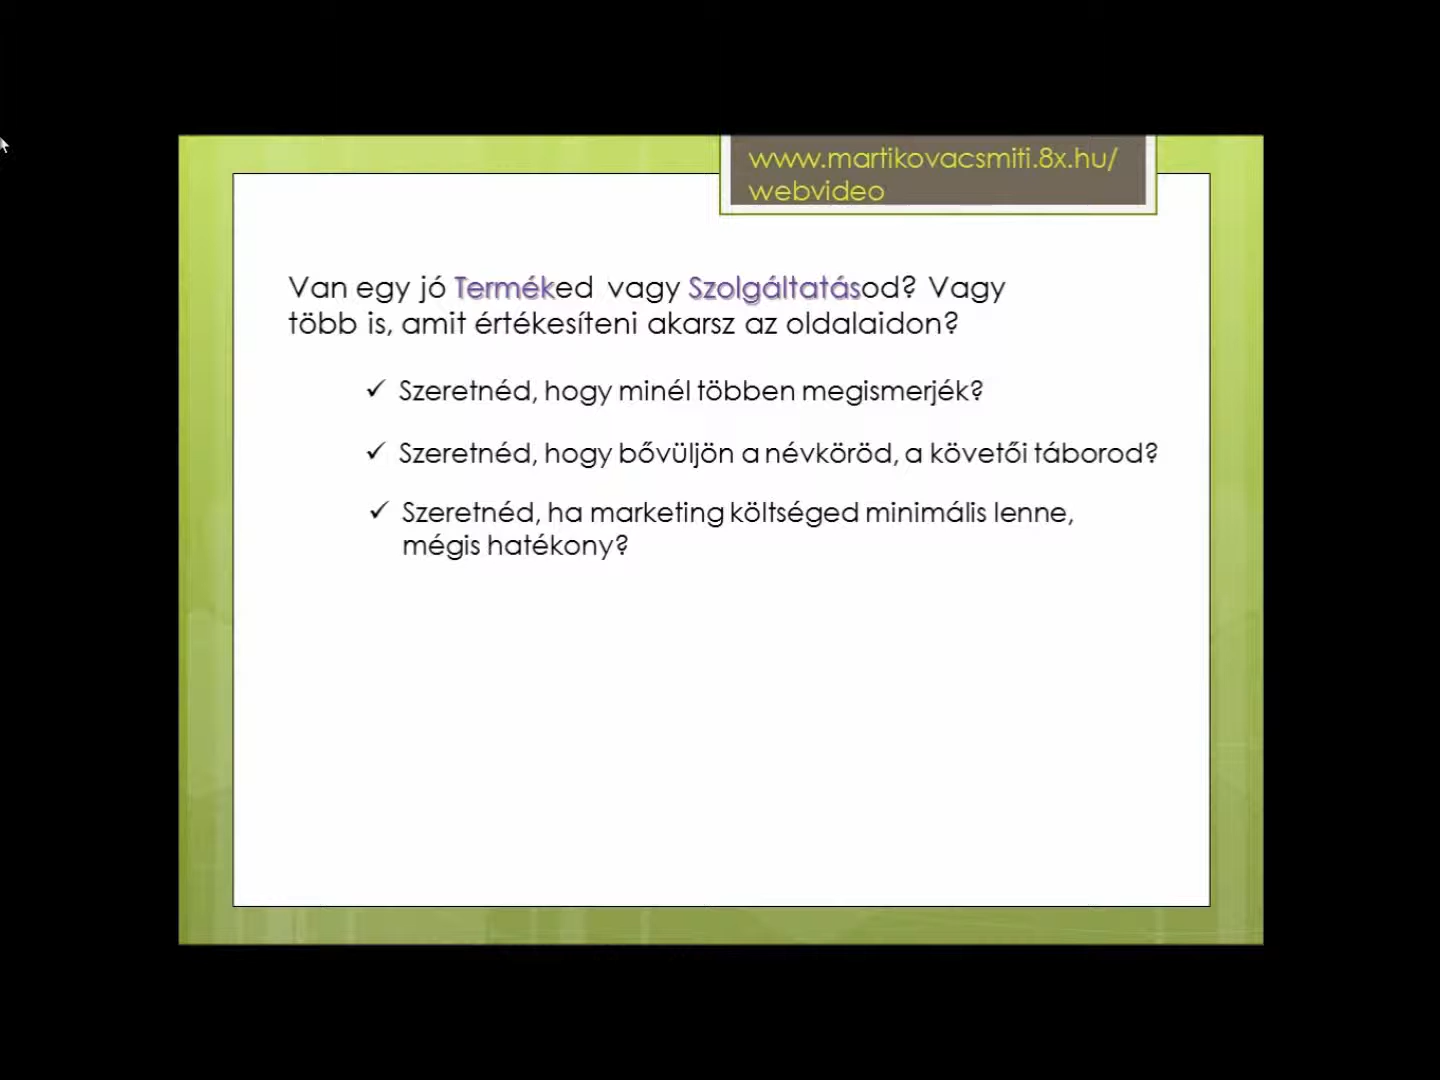 www.martikovacsmiti.8x.hu/
webvideo
Van egy jó Terméked vagy Szolgáltatásod? Vagy
több is, amit értékesíteni akarsz az oldalaidon?
✓ Szeretnéd, hogy minél többen megismerjék?
✓ Szeretnéd, hogy bővüljön a névköröd, a követői táborod?
✓ Szeretnéd, ha marketing költséged minimális lenne,
mégis hatékony?